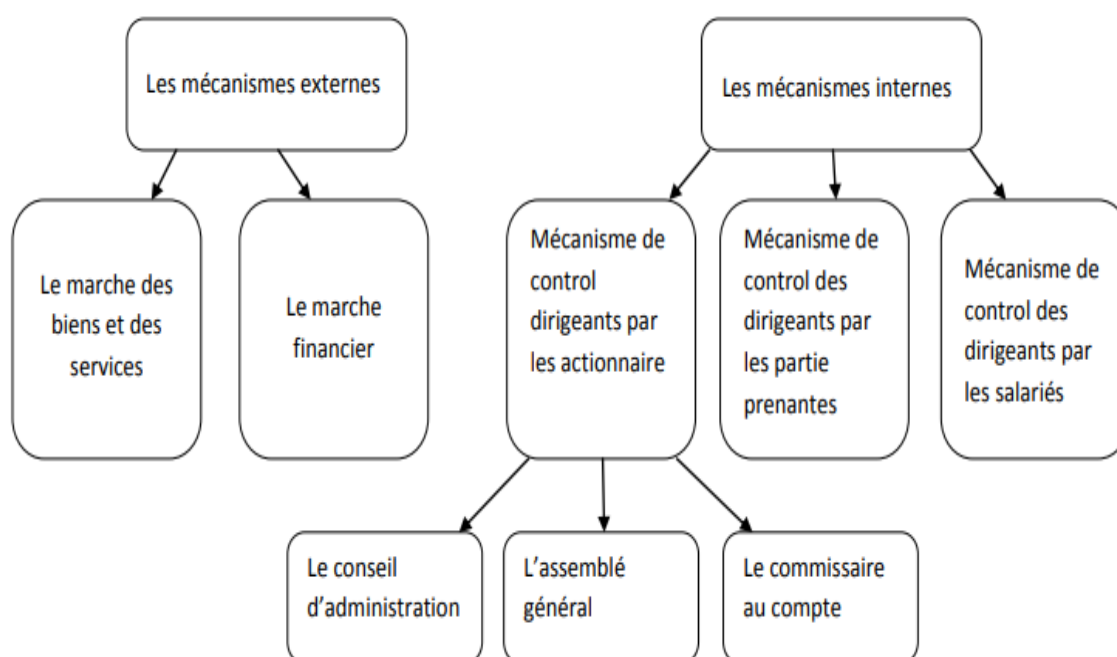 Les mécanismes externes
Les mécanismes internes
Le marche des
biens et des
services
Le marche
financier
Mécanisme de
control
dirigeants par
les actionnaire
Mécanisme de
control des
dirigeants par
les partie
prenantes
Mécanisme de
control des
dirigeants par
les salariés
Le conseil
d’administration
L’assemblé
général
Le commissaire
au compte